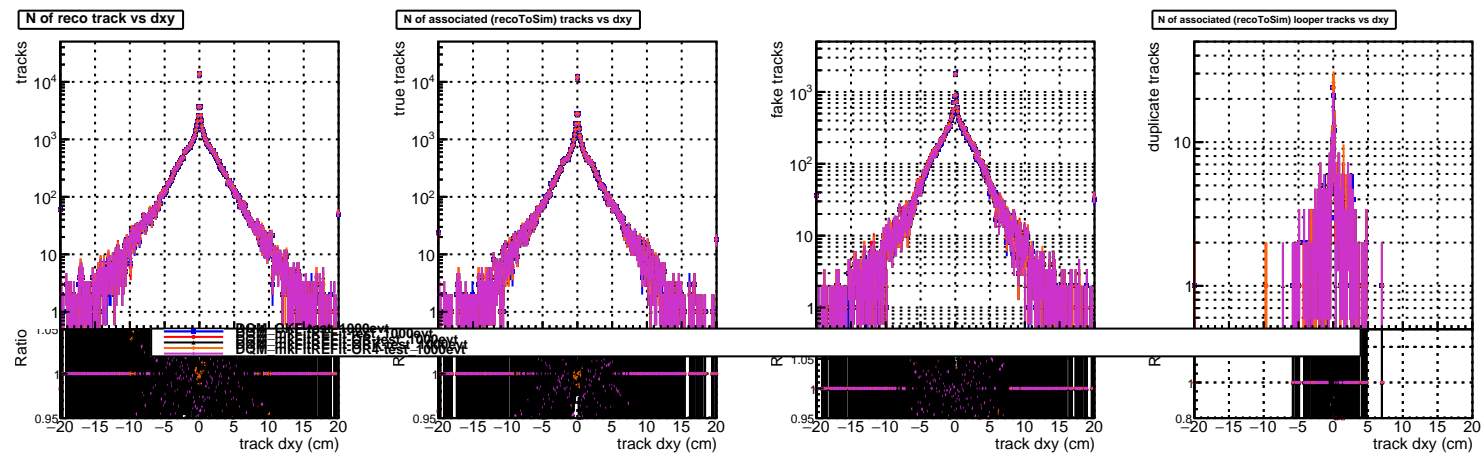 N of reco track vs dxy
N of associated (recoToSim) tracks vs dxy
N of associated (recoToSim) looper tracks vs dxy
tracks
10⁴
10³
10²
10
1
true tracks
10⁴
10³
10²
10
1
fake tracks
10³
10²
10
1
duplicate tracks
10
1
Ratio
1.05
1
0.95
−20 −15 −10 −5 0 5 10 15 20
track dxy (cm)
1
0.95
−20 −15 −10 −5 0 5 10 15 20
track dxy (cm)
1.05
1
0.95
−20 −15 −10 −5 0 5 10 15 20
track dxy (cm)
1
0.8
−20 −15 −10 −5 0 5 10 15 20
track dxy (cm)